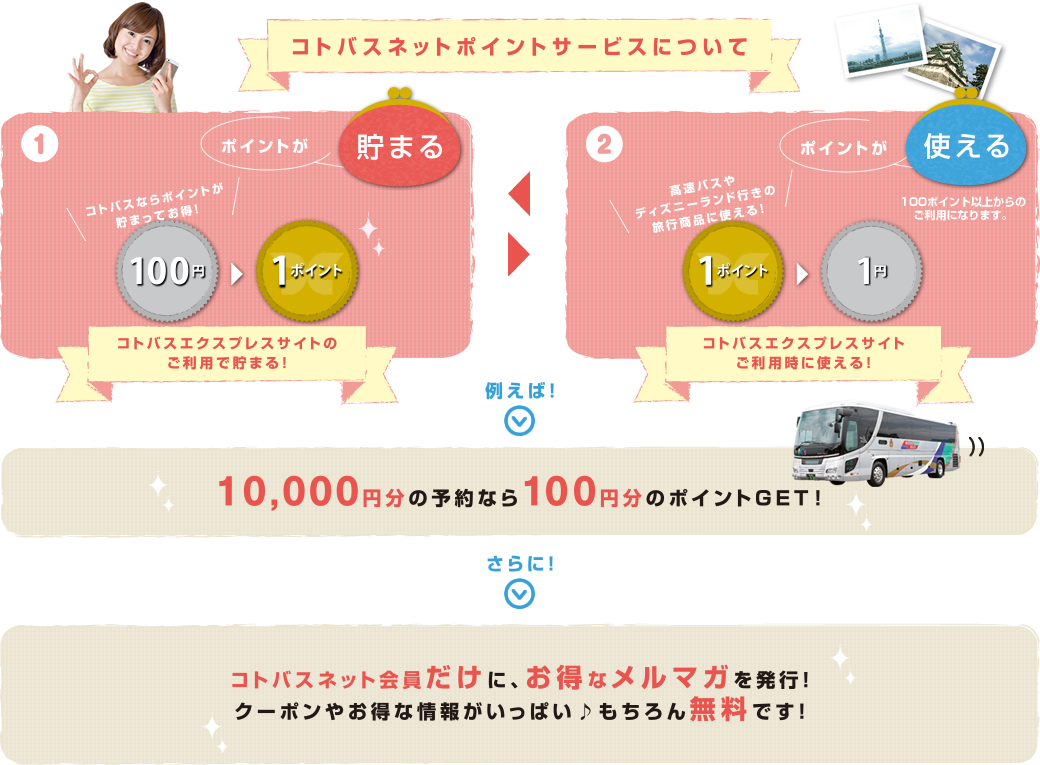 コトバスネットポイントサービスについて
1
ポイントが
貯まる
コトバスならポイントが
貯まってお得!
100円
1ポイント
コトバスエクスプレスサイトの
ご利用で貯まる!
2
ポイントが
使える
高速バスや
ディズニーランド行きの
旅行商品に使える!
100ポイント以上からの
ご利用になります。
1ポイント
1円
コトバスエクスプレスサイト
ご利用時に使える!
例えば!
10,000円分の予約なら100円分のポイントGET!
さらに!
コトバスネット会員だけに、お得なメルマガを発行!
クーポンやお得な情報がいっぱい♪もちろん無料です!